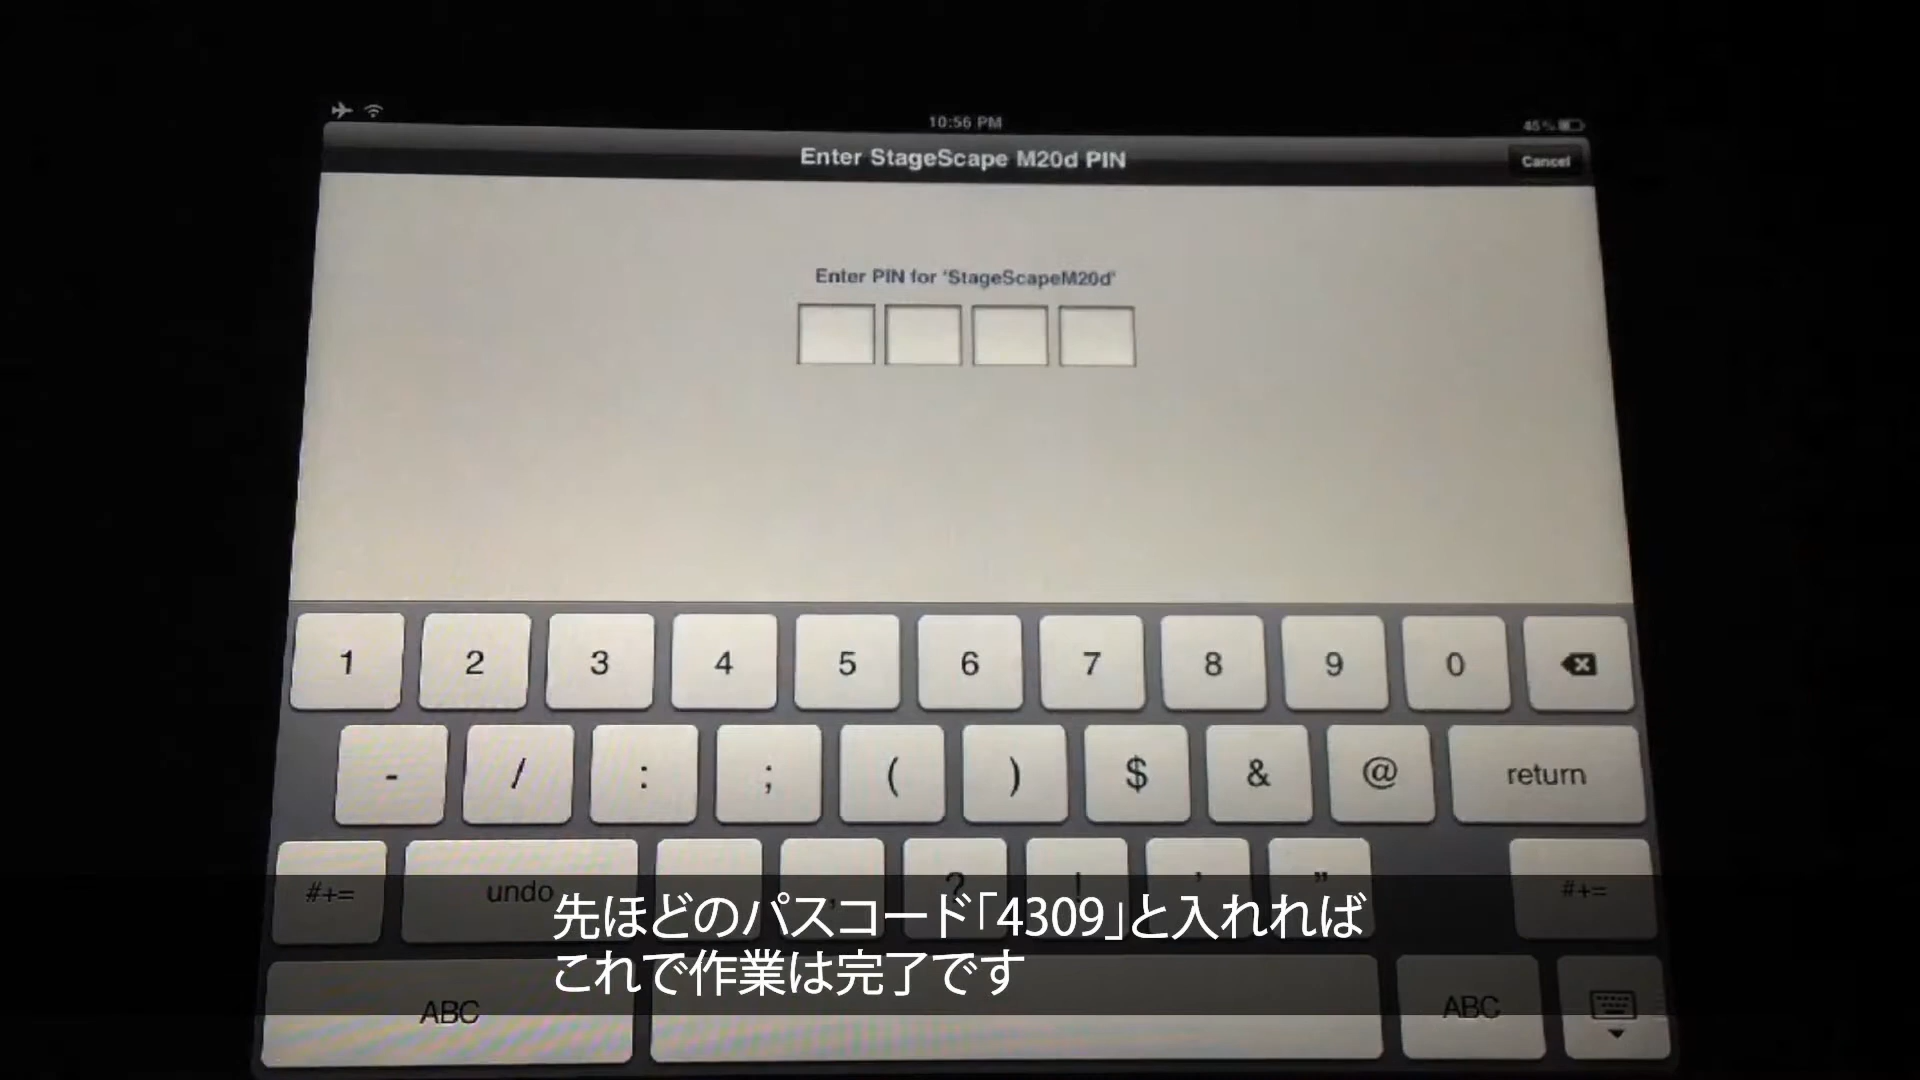 10:56 PM
45%
Enter StageScape M20d PIN
Cancel
Enter PIN for 'StageScapeM20d'
1 2 3 4 5 6 7 8 9 0
- / : ; ( ) $ & @ return
#+= undo , ? ! ' " #+=
先ほどのパスコード「4309」と入れれば
これで作業は完了です
ABC ABC